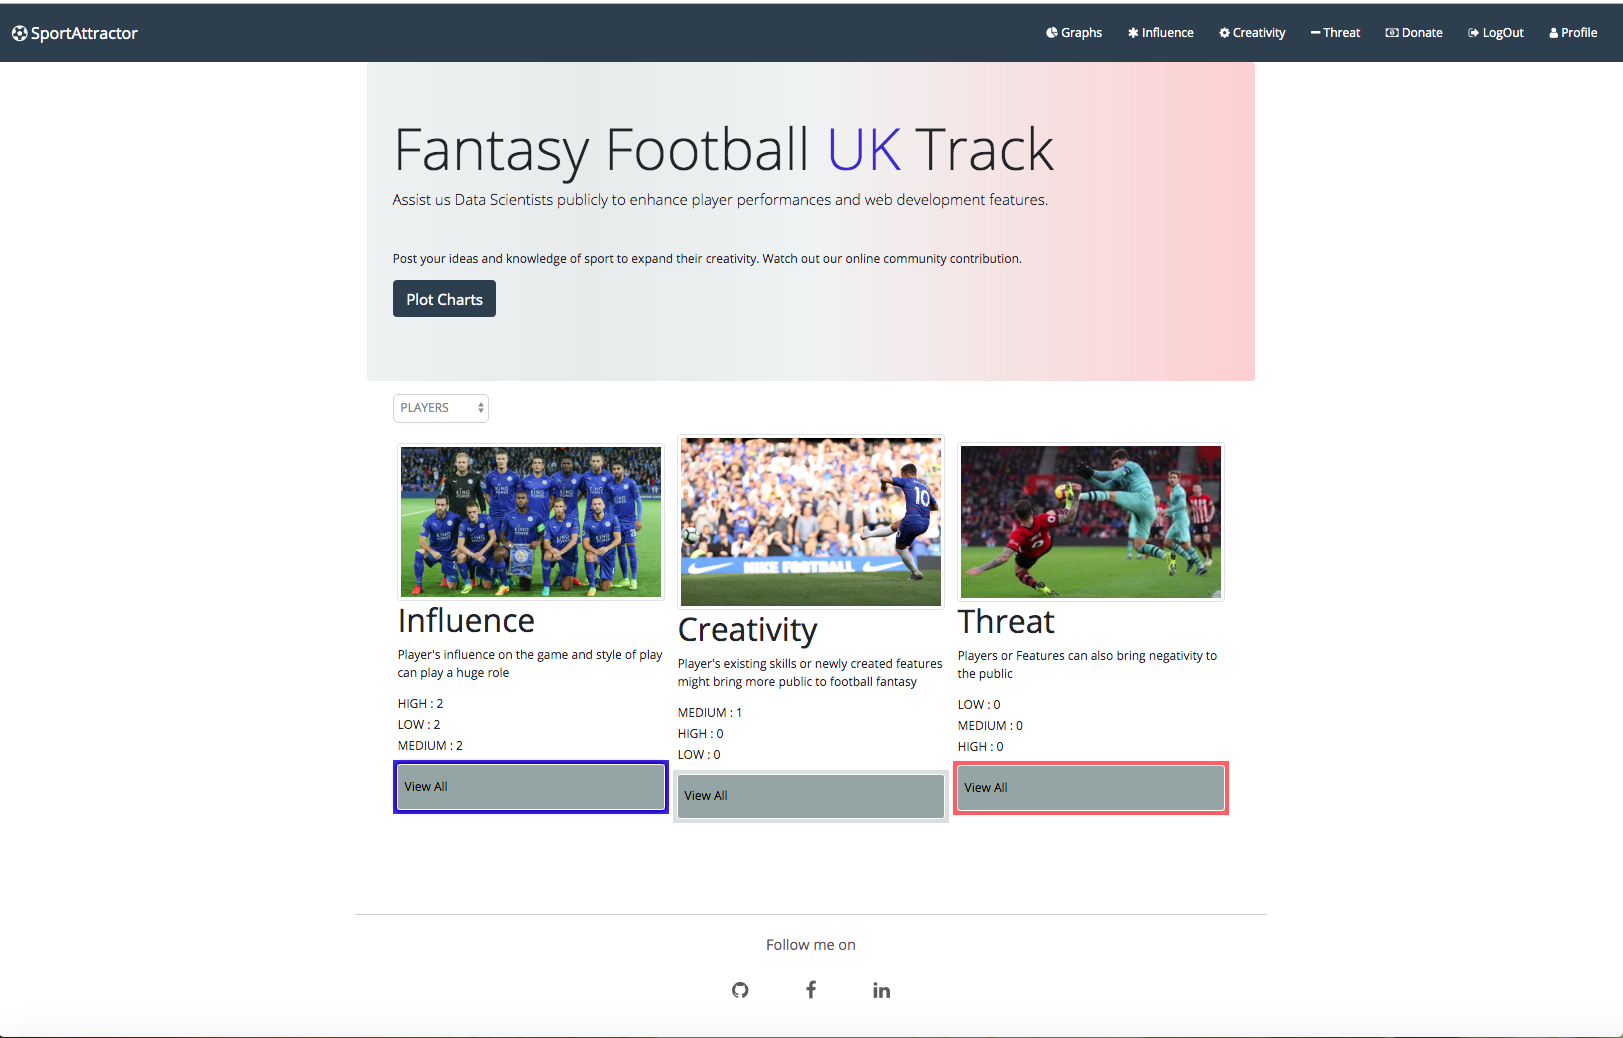 SportAttractor
Graphs
Influence
Creativity
Threat
Donate
LogOut
Profile
Fantasy Football UK Track
Assist us Data Scientists publicly to enhance player performances and web development features.
Post your ideas and knowledge of sport to expand their creativity. Watch out our online community contribution.
Plot Charts
PLAYERS
KING
POWER
10
NIKE FOOTBALL
Influence
Player's influence on the game and style of play
can play a huge role
HIGH : 2
LOW : 2
MEDIUM : 2
View All
Creativity
Player's existing skills or newly created features
might bring more public to football fantasy
MEDIUM : 1
HIGH : 0
LOW : 0
View All
Threat
Players or Features can also bring negativity to
the public
LOW : 0
MEDIUM : 0
HIGH : 0
View All
Follow me on